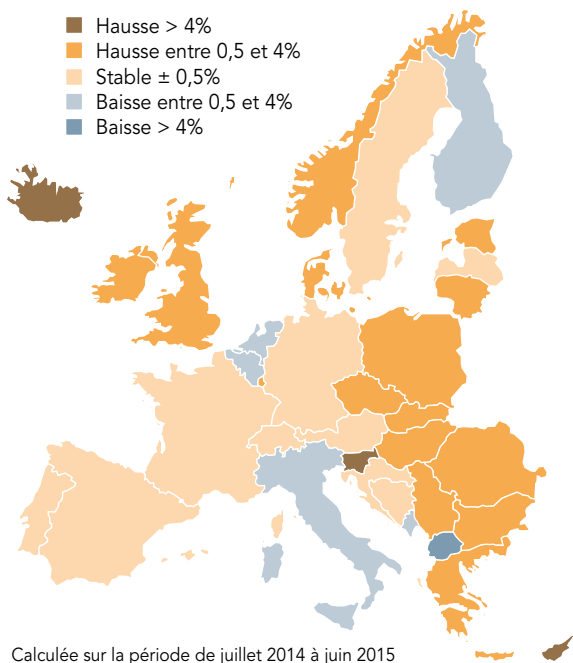 Hausse > 4%
Hausse entre 0,5 et 4%
Stable ± 0,5%
Baisse entre 0,5 et 4%
Baisse > 4%
Calculée sur la période de juillet 2014 à juin 2015